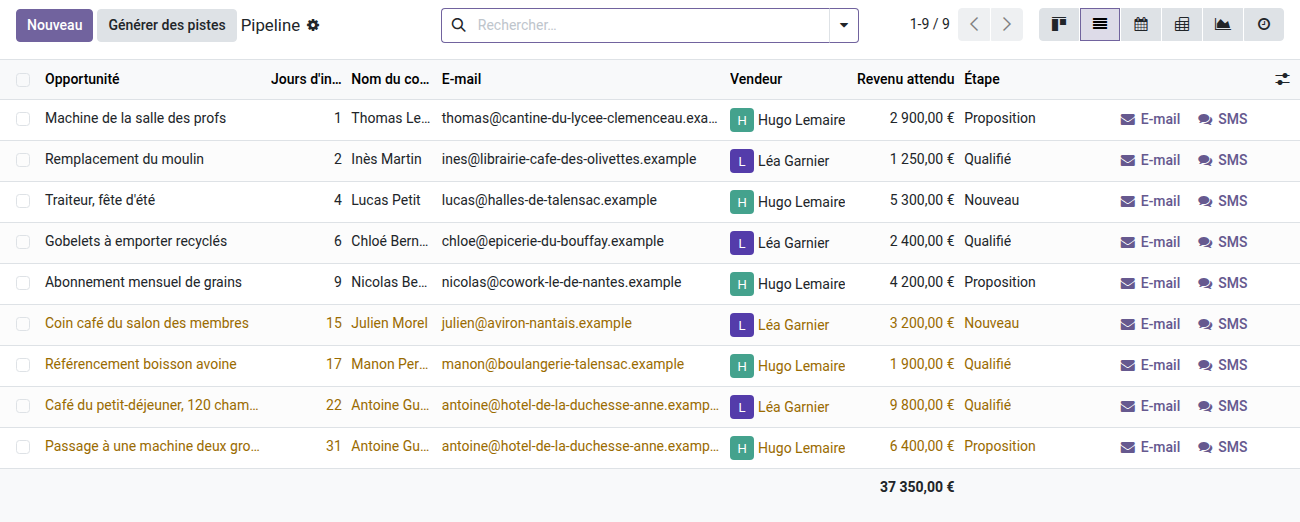 Nouveau Générer des pistes Pipeline Rechercher... 1-9 / 9
Opportunité Jours d'in... Nom du co... E-mail Vendeur Revenu attendu Étape
Machine de la salle des profs 1 Thomas Le... thomas@cantine-du-lycee-clemenceau.exa... H Hugo Lemaire 2 900,00 € Proposition E-mail SMS
Remplacement du moulin 2 Inès Martin ines@librairie-cafe-des-olivettes.example L Léa Garnier 1 250,00 € Qualifié E-mail SMS
Traiteur, fête d'été 4 Lucas Petit lucas@halles-de-talensac.example H Hugo Lemaire 5 300,00 € Nouveau E-mail SMS
Gobelets à emporter recyclés 6 Chloé Bern... chloe@epicerie-du-bouffay.example L Léa Garnier 2 400,00 € Qualifié E-mail SMS
Abonnement mensuel de grains 9 Nicolas Be... nicolas@cowork-le-de-nantes.example H Hugo Lemaire 4 200,00 € Proposition E-mail SMS
Coin café du salon des membres 15 Julien Morel julien@aviron-nantais.example L Léa Garnier 3 200,00 € Nouveau E-mail SMS
Référencement boisson avoine 17 Manon Per... manon@boulangerie-talensac.example H Hugo Lemaire 1 900,00 € Qualifié E-mail SMS
Café du petit-déjeuner, 120 cham... 22 Antoine Gu... antoine@hotel-de-la-duchesse-anne.examp... L Léa Garnier 9 800,00 € Qualifié E-mail SMS
Passage à une machine deux gro... 31 Antoine Gu... antoine@hotel-de-la-duchesse-anne.examp... H Hugo Lemaire 6 400,00 € Proposition E-mail SMS
37 350,00 €